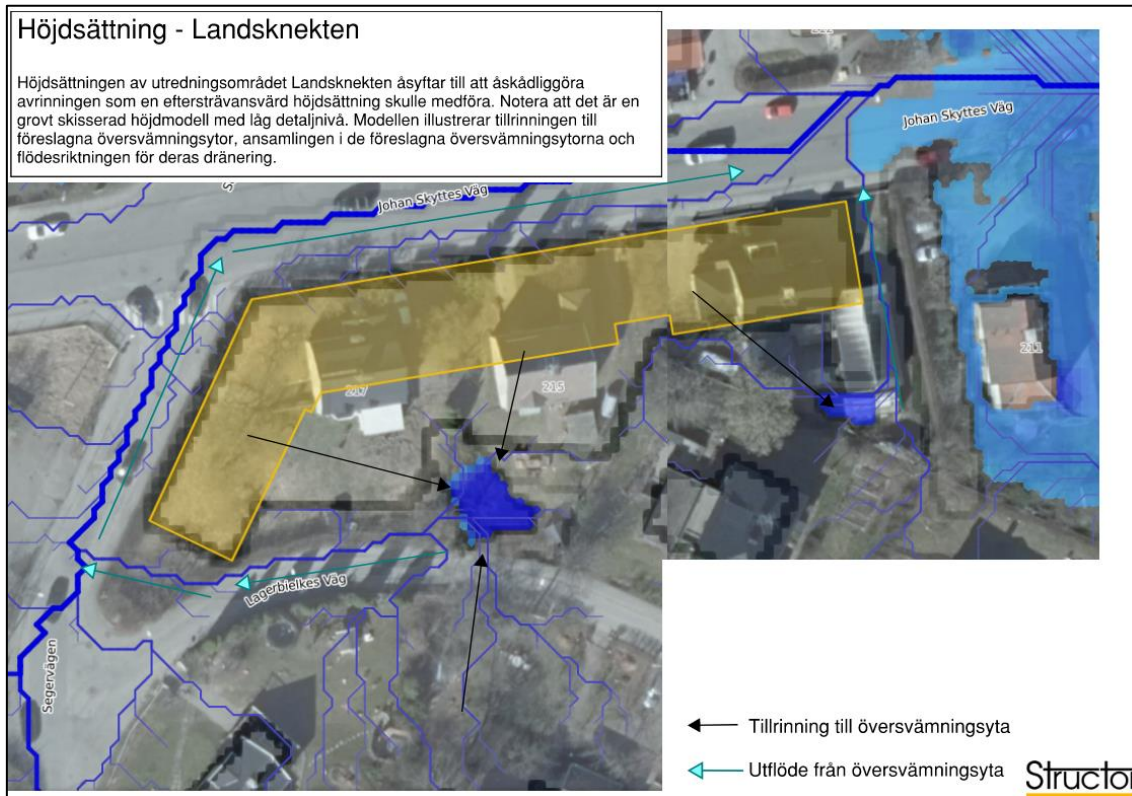 Höjdsättning - Landsknekten
Höjdsättningen av utredningsområdet Landsknekten åsyftar till att åskådliggöra
avrinningen som en eftersträvansvärd höjdsättning skulle medföra. Notera att det är en
grovt skisserad höjdmodell med låg detaljnivå. Modellen illustrerar tillrinningen till
föreslagna översvämningsytor, ansamlingen i de föreslagna översvämningsytorna och
flödesriktningen för deras dränering.
Johan Skyttes Väg
Johan Skyttes Väg
217
215
211
Lagerbielkes Väg
Segervägen
Tillrinning till översvämningsyta
Utflöde från översvämningsyta
Structor